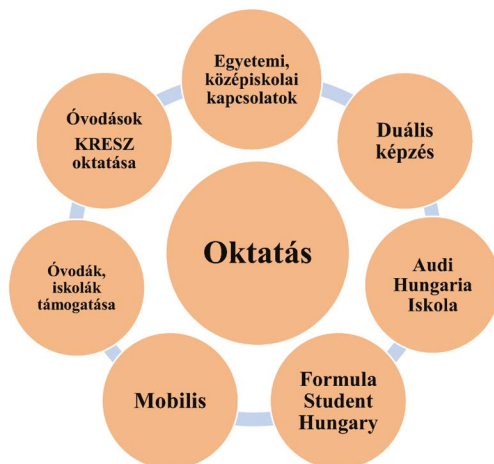 Egyetemi,
középiskolai
kapcsolatok
Duális
képzés
Audi
Hungaria
Iskola
Formula
Student
Hungary
Mobilis
Óvodák,
iskolák
támogatása
Óvodások
KRESZ
oktatása
Oktatás